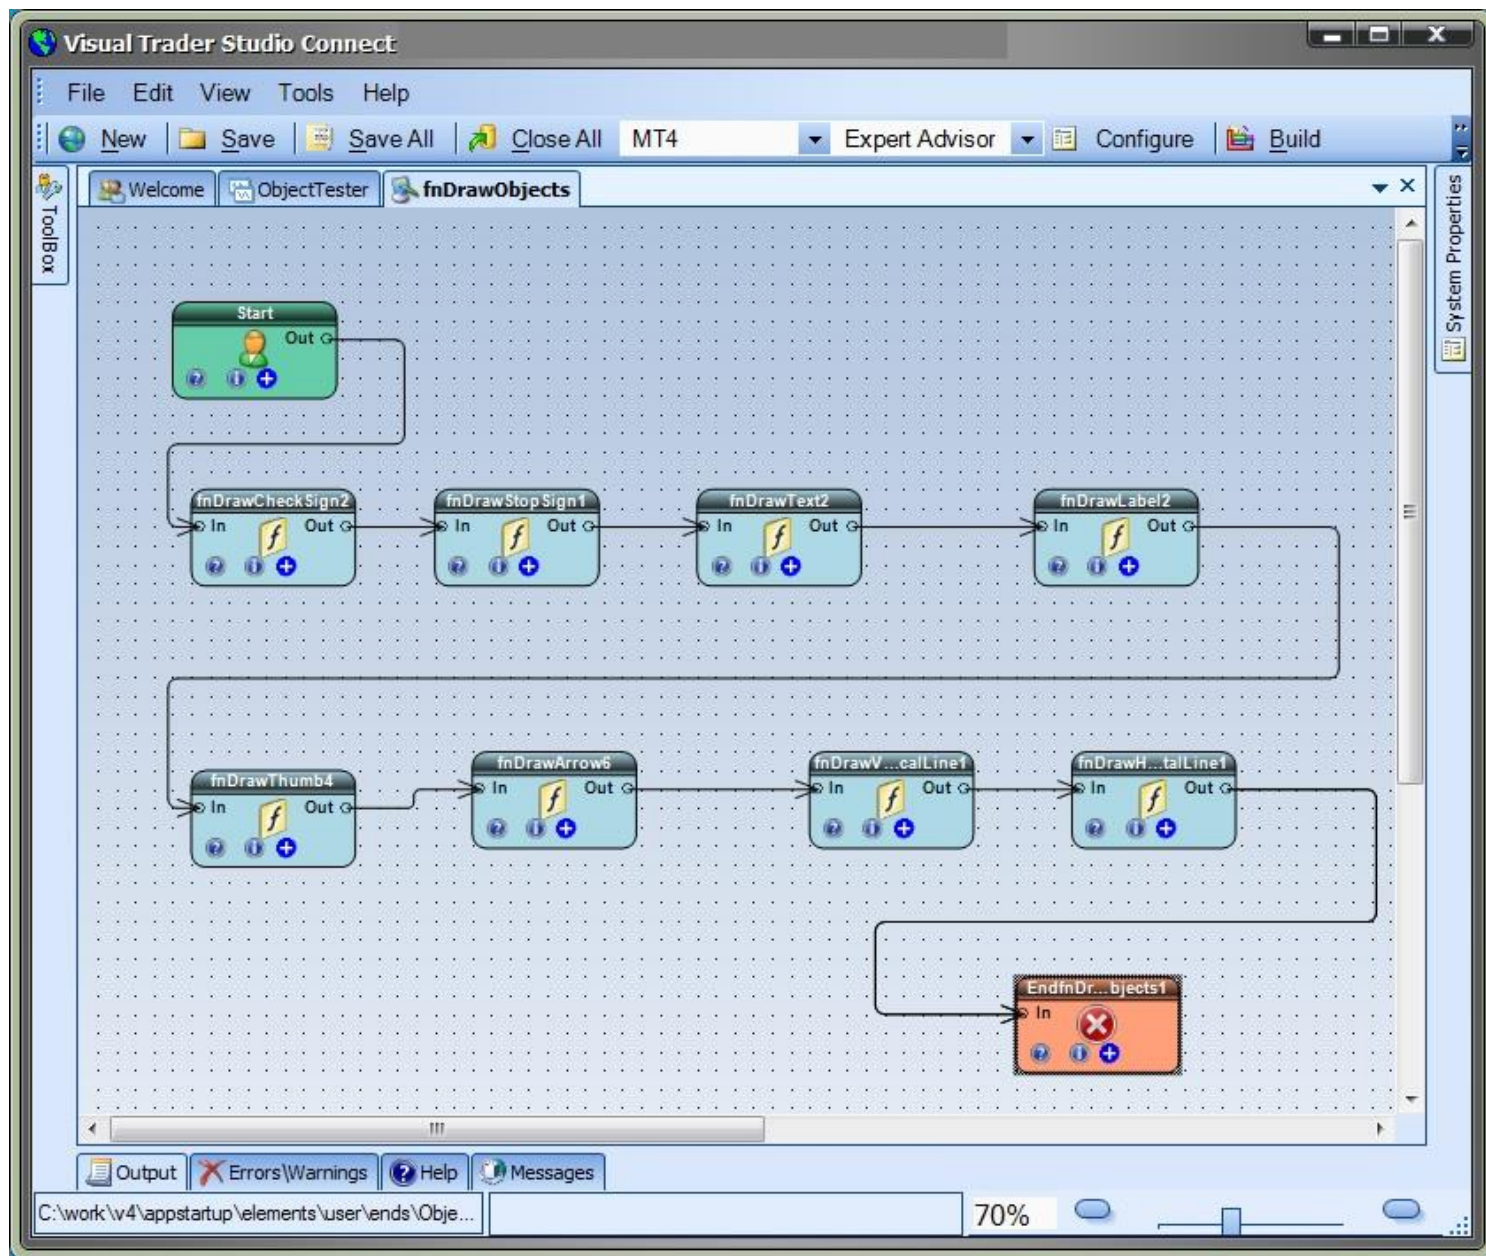 Visual Trader Studio Connect
File Edit View Tools Help
New Save Save All Close All MT4 Expert Advisor Configure Build
ToolBox
Welcome ObjectTester fnDrawObjects
System Properties
Start
Out
fnDrawCheckSign2 fnDrawStopSign1 fnDrawText2 fnDrawLabel2
In Out In Out In Out In Out
fnDrawThumb4 fnDrawArrow6 fnDrawV...calLine1 fnDrawH...talLine1
In Out In Out In Out In Out
EndfnDr...bjects1
In
Output Errors\Warnings Help Messages
C:\work\v4\appstartup\elements\user\ends\Obje...
70%